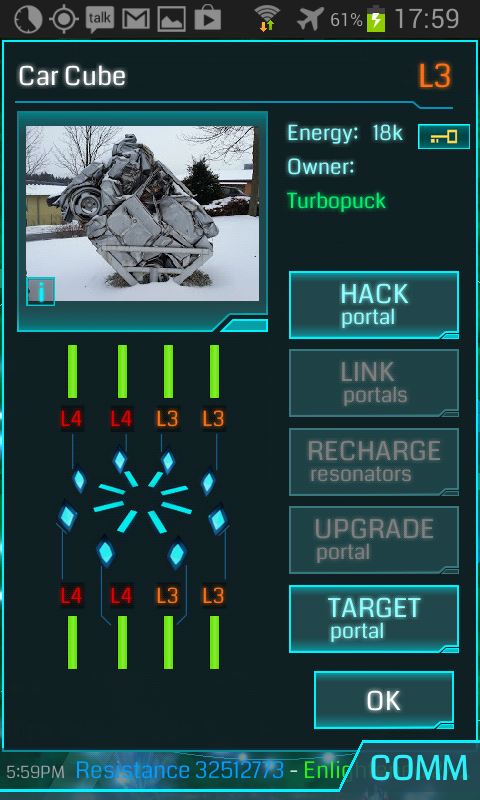 talk 61% 17:59
Car Cube L3
Energy: 18k
Owner:
Turbopuck
i
HACK
portal
LINK
portals
RECHARGE
resonators
UPGRADE
portal
TARGET
portal
OK
L4 L4 L3 L3
L4 L4 L3 L3
5:59PM Resistance 32512773 - Enligh
COMM